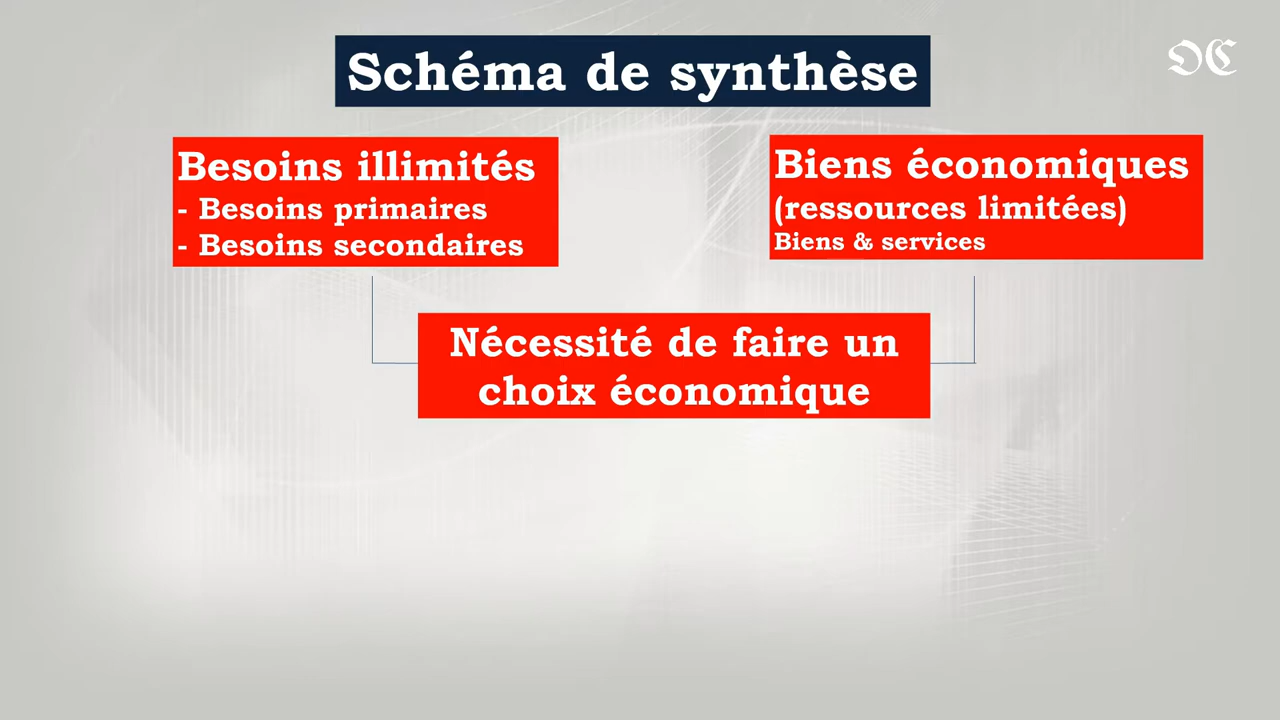 Schéma de synthèse
DC
Besoins illimités
- Besoins primaires
- Besoins secondaires
Biens économiques
(ressources limitées)
Biens & services
Nécessité de faire un
choix économique